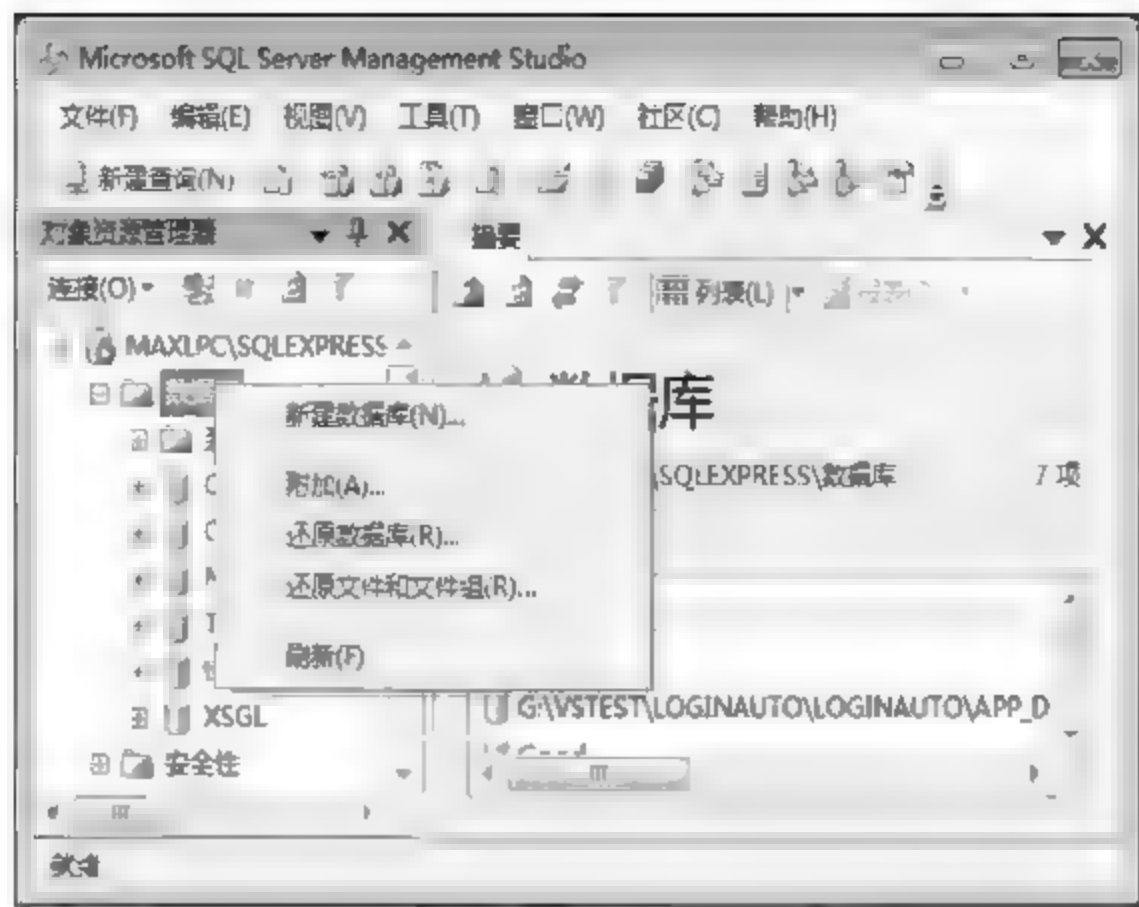 Microsoft SQL Server Management Studio
文件(F) 编辑(E) 视图(V) 工具(T) 窗口(W) 社区(C) 帮助(H)
新建查询(N)
对象资源管理器
摘要
连接(O)
列表(L)
MAXLPC\SQLEXPRESS
库
新建数据库(N)...
\SQLEXPRESS\数据库 7 项
附加(A)...
还原数据库(R)...
还原文件和文件组(R)...
刷新(F)
G:\VSTEST\LOGINAUTO\LOGINAUTO\APP_D
XSGL
安全性
就绪